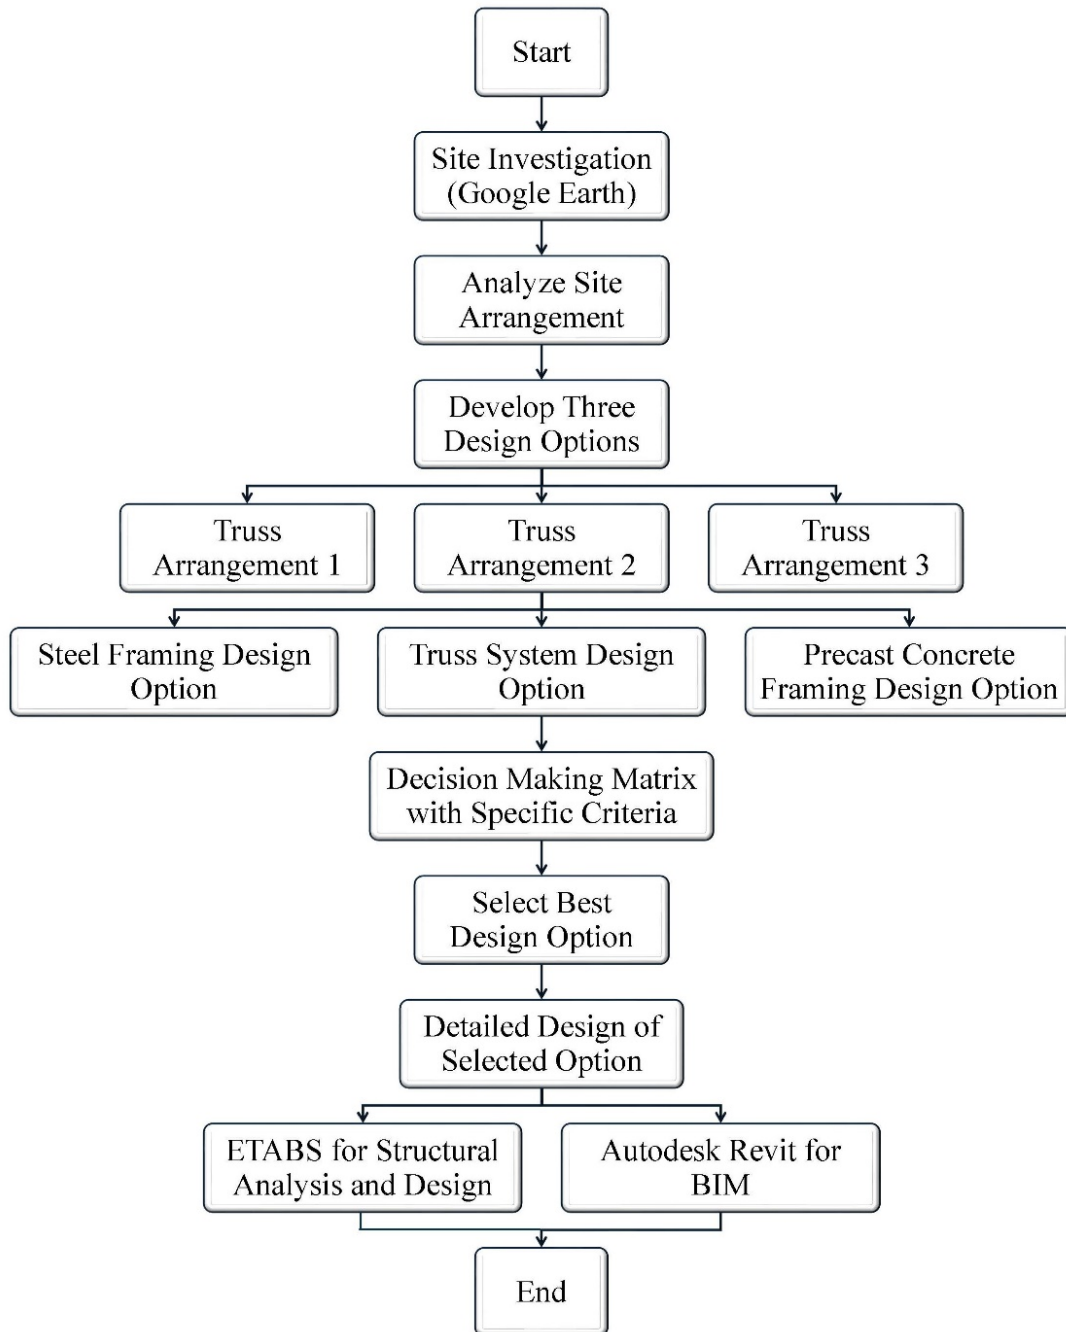 Start
Site Investigation
(Google Earth)
Analyze Site
Arrangement
Develop Three
Design Options
Truss
Arrangement 1
Truss
Arrangement 2
Truss
Arrangement 3
Steel Framing Design
Option
Truss System Design
Option
Precast Concrete
Framing Design Option
Decision Making Matrix
with Specific Criteria
Select Best
Design Option
Detailed Design of
Selected Option
ETABS for Structural
Analysis and Design
Autodesk Revit for
BIM
End